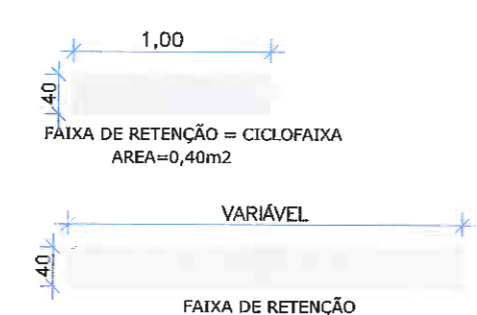 1,00
40
FAIXA DE RETENÇÃO = CICLOFAIXA
AREA=0,40m2
VARIÁVEL
40
FAIXA DE RETENÇÃO